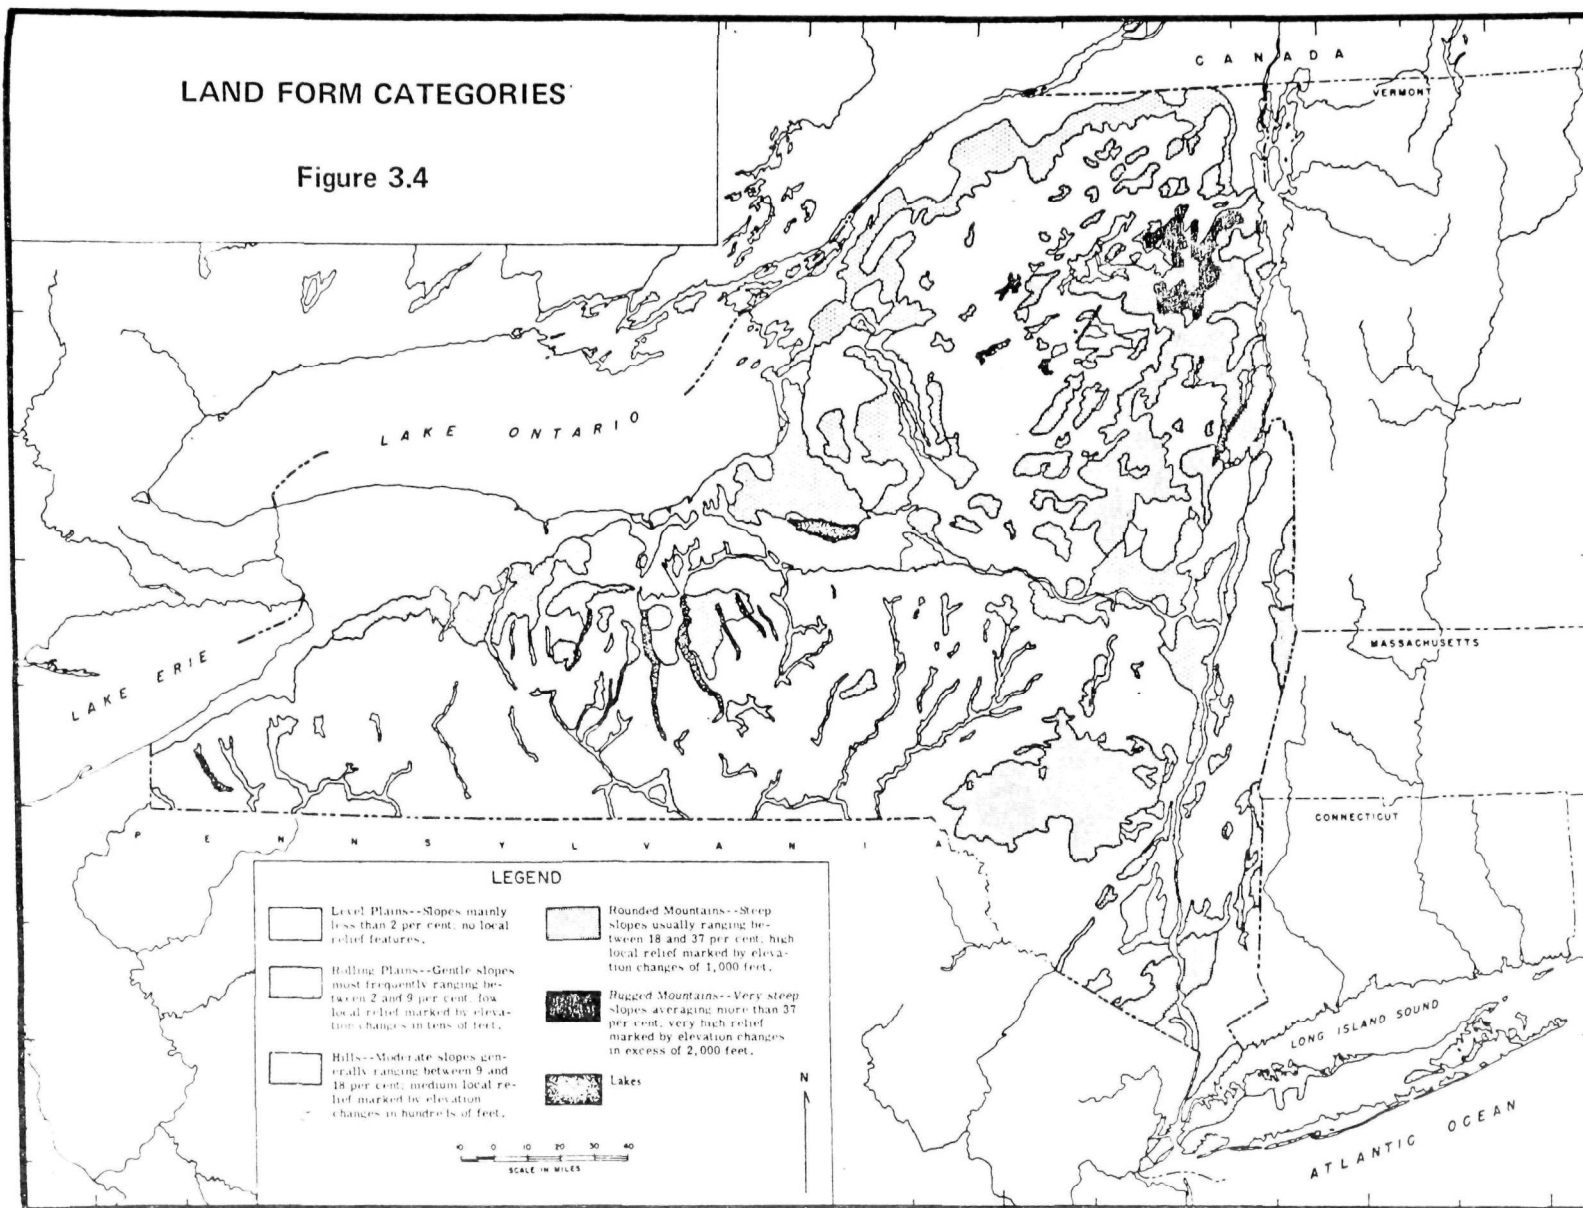 LAND FORM CATEGORIES
Figure 3.4
CANADA
VERMONT
LAKE ONTARIO
LAKE ERIE
MASSACHUSETTS
CONNECTICUT
PENNSYLVANIA
LONG ISLAND SOUND
ATLANTIC OCEAN
LEGEND
Level Plains--Slopes mainly
less than 2 per cent; no local
relief features.
Rolling Plains--Gentle slopes
most frequently ranging be-
tween 2 and 9 per cent, low
local relief marked by eleva-
tion changes in tens of feet.
Hills--Moderate slopes gen-
erally ranging between 9 and
18 per cent; medium local re-
lief marked by elevation
changes in hundreds of feet.
Rounded Mountains--Steep
slopes usually ranging be-
tween 18 and 37 per cent, high
local relief marked by eleva-
tion changes of 1,000 feet.
Rugged Mountains--Very steep
slopes averaging more than 37
per cent, very high relief
marked by elevation changes
in excess of 2,000 feet.
Lakes
N
10 0 10 20 30 40
SCALE IN MILES